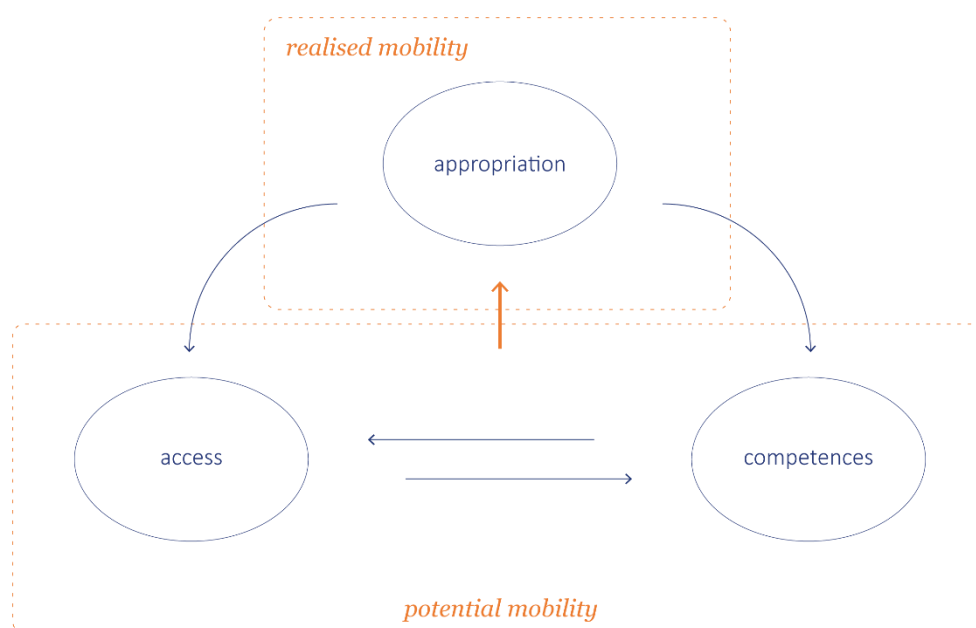 realised mobility
appropriation
access
competences
potential mobility